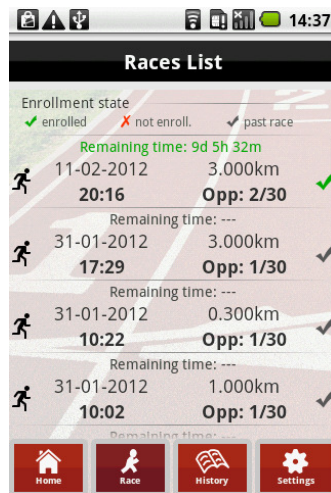 14:37
Races List
Enrollment state
enrolled not enroll. past race
Remaining time: 9d 5h 32m
11-02-2012 3.000km
20:16 Opp: 2/30
Remaining time: ---
31-01-2012 3.000km
17:29 Opp: 1/30
Remaining time: ---
31-01-2012 0.300km
10:22 Opp: 1/30
Remaining time: ---
31-01-2012 1.000km
10:02 Opp: 1/30
Remaining time: ---
Home Race History Settings